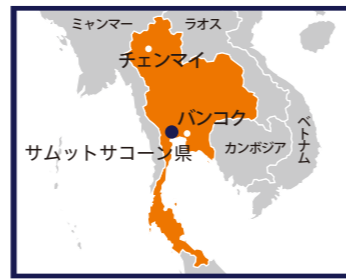 ミャンマー
ラオス
チェンマイ
バンコク
サムットサコーン県
カンボジア
ベトナム